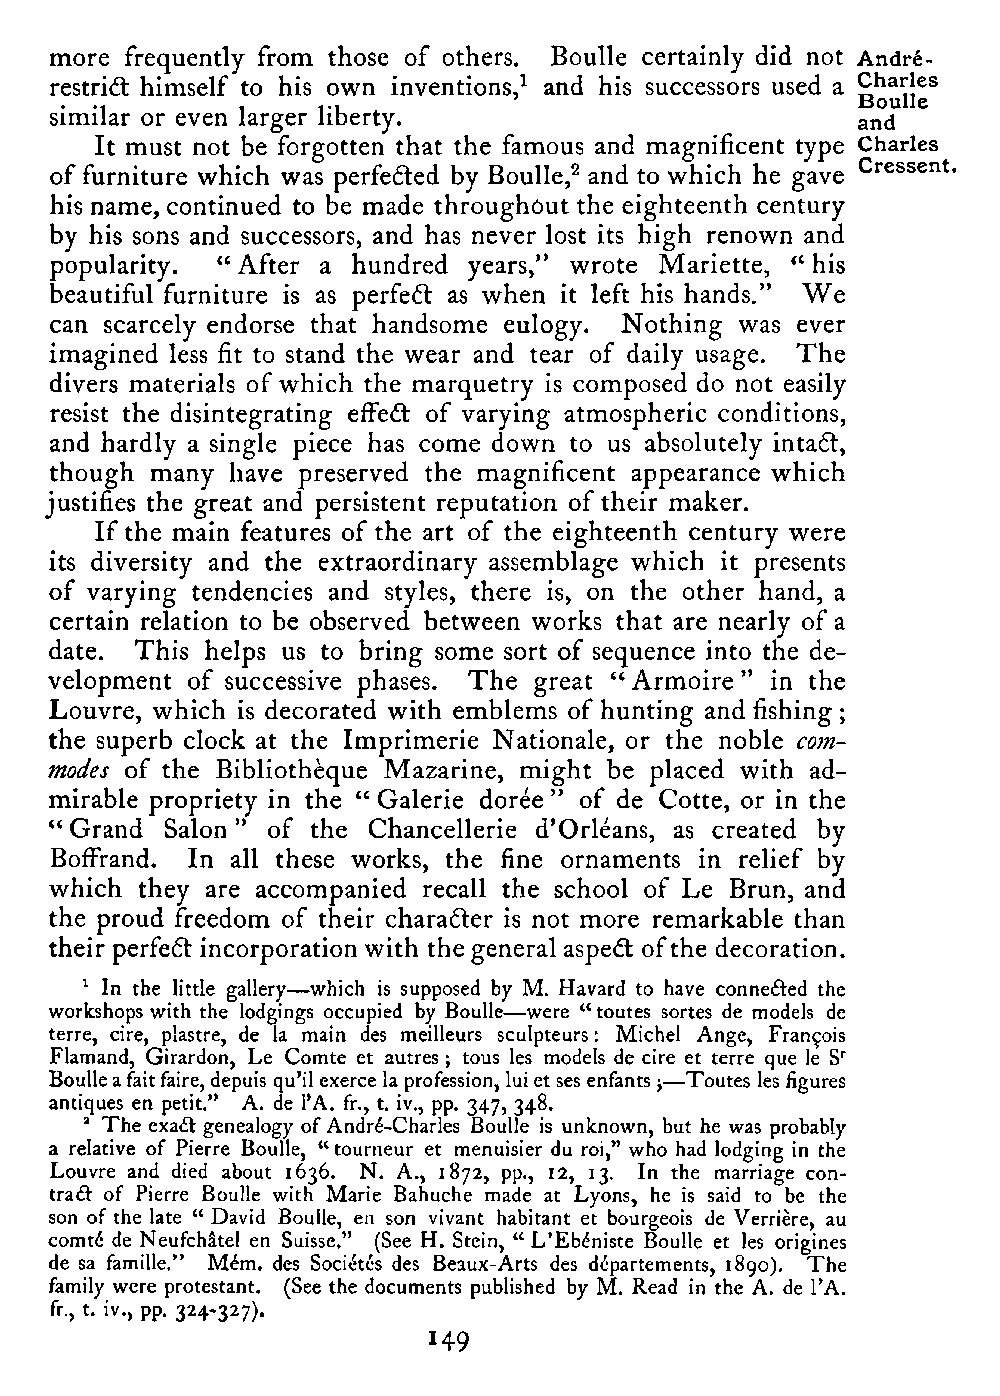 more frequently from those of others. Boulle certainly did not
restrict himself to his own inventions,¹ and his successors used a
similar or even larger liberty.
André-
Charles
Boulle
and
Charles
Cressent.
It must not be forgotten that the famous and magnificent type
of furniture which was perfected by Boulle,² and to which he gave
his name, continued to be made throughout the eighteenth century
by his sons and successors, and has never lost its high renown and
popularity. “After a hundred years,” wrote Mariette, “his
beautiful furniture is as perfect as when it left his hands.” We
can scarcely endorse that handsome eulogy. Nothing was ever
imagined less fit to stand the wear and tear of daily usage. The
divers materials of which the marquetry is composed do not easily
resist the disintegrating effect of varying atmospheric conditions,
and hardly a single piece has come down to us absolutely intact,
though many have preserved the magnificent appearance which
justifies the great and persistent reputation of their maker.
If the main features of the art of the eighteenth century were
its diversity and the extraordinary assemblage which it presents
of varying tendencies and styles, there is, on the other hand, a
certain relation to be observed between works that are nearly of a
date. This helps us to bring some sort of sequence into the de-
velopment of successive phases. The great “Armoire” in the
Louvre, which is decorated with emblems of hunting and fishing;
the superb clock at the Imprimerie Nationale, or the noble com-
modes of the Bibliothèque Mazarine, might be placed with ad-
mirable propriety in the “Galerie dorée” of de Cotte, or in the
“Grand Salon” of the Chancellerie d’Orléans, as created by
Boffrand. In all these works, the fine ornaments in relief by
which they are accompanied recall the school of Le Brun, and
the proud freedom of their character is not more remarkable than
their perfect incorporation with the general aspect of the decoration.
¹ In the little gallery—which is supposed by M. Havard to have connected the
workshops with the lodgings occupied by Boulle—were “toutes sortes de models de
terre, cire, plastre, de la main des meilleurs sculpteurs: Michel Ange, François
Flamand, Girardon, Le Comte et autres; tous les models de cire et terre que le Sʳ
Boulle a fait faire, depuis qu’il exerce la profession, lui et ses enfants;—Toutes les figures
antiques en petit.” A. de l’A. fr., t. iv., pp. 347, 348.
² The exact genealogy of André-Charles Boulle is unknown, but he was probably
a relative of Pierre Boulle, “tourneur et menuisier du roi,” who had lodging in the
Louvre and died about 1636. N. A., 1872, pp., 12, 13. In the marriage con-
tract of Pierre Boulle with Marie Bahuche made at Lyons, he is said to be the
son of the late “David Boulle, en son vivant habitant et bourgeois de Verrière, au
comté de Neufchâtel en Suisse.” (See H. Stein, “L’Ebéniste Boulle et les origines
de sa famille.” Mém. des Sociétés des Beaux-Arts des départements, 1890). The
family were protestant. (See the documents published by M. Read in the A. de l’A.
fr., t. iv., pp. 324-327).
149